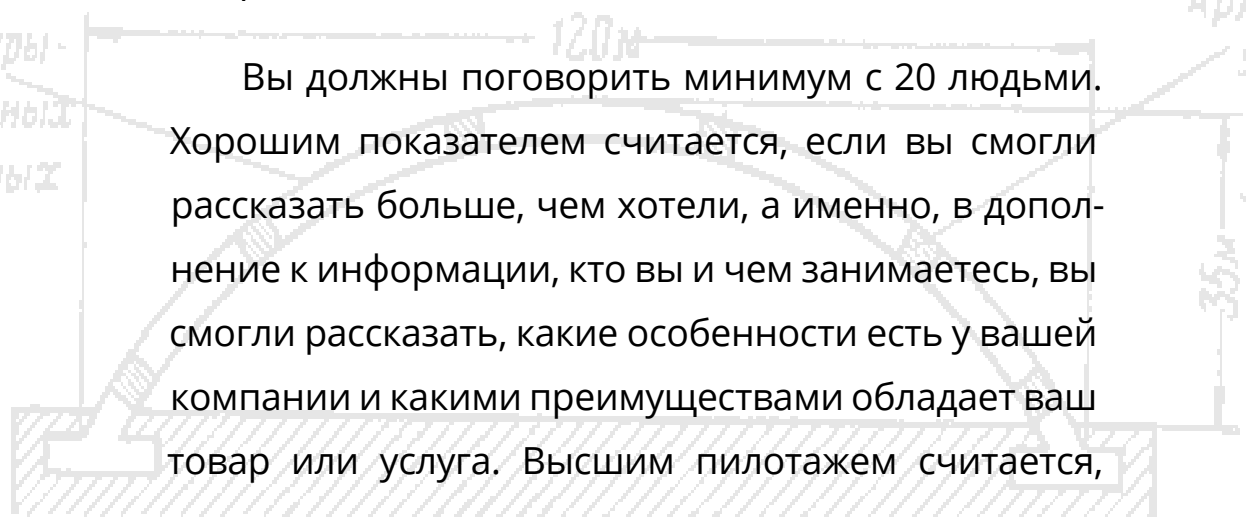 120м
Вы должны поговорить минимум с 20 людьми.
Хорошим показателем считается, если вы смогли
рассказать больше, чем хотели, а именно, в допол-
нение к информации, кто вы и чем занимаетесь, вы
смогли рассказать, какие особенности есть у вашей
компании и какими преимуществами обладает ваш
товар или услуга. Высшим пилотажем считается,
35м